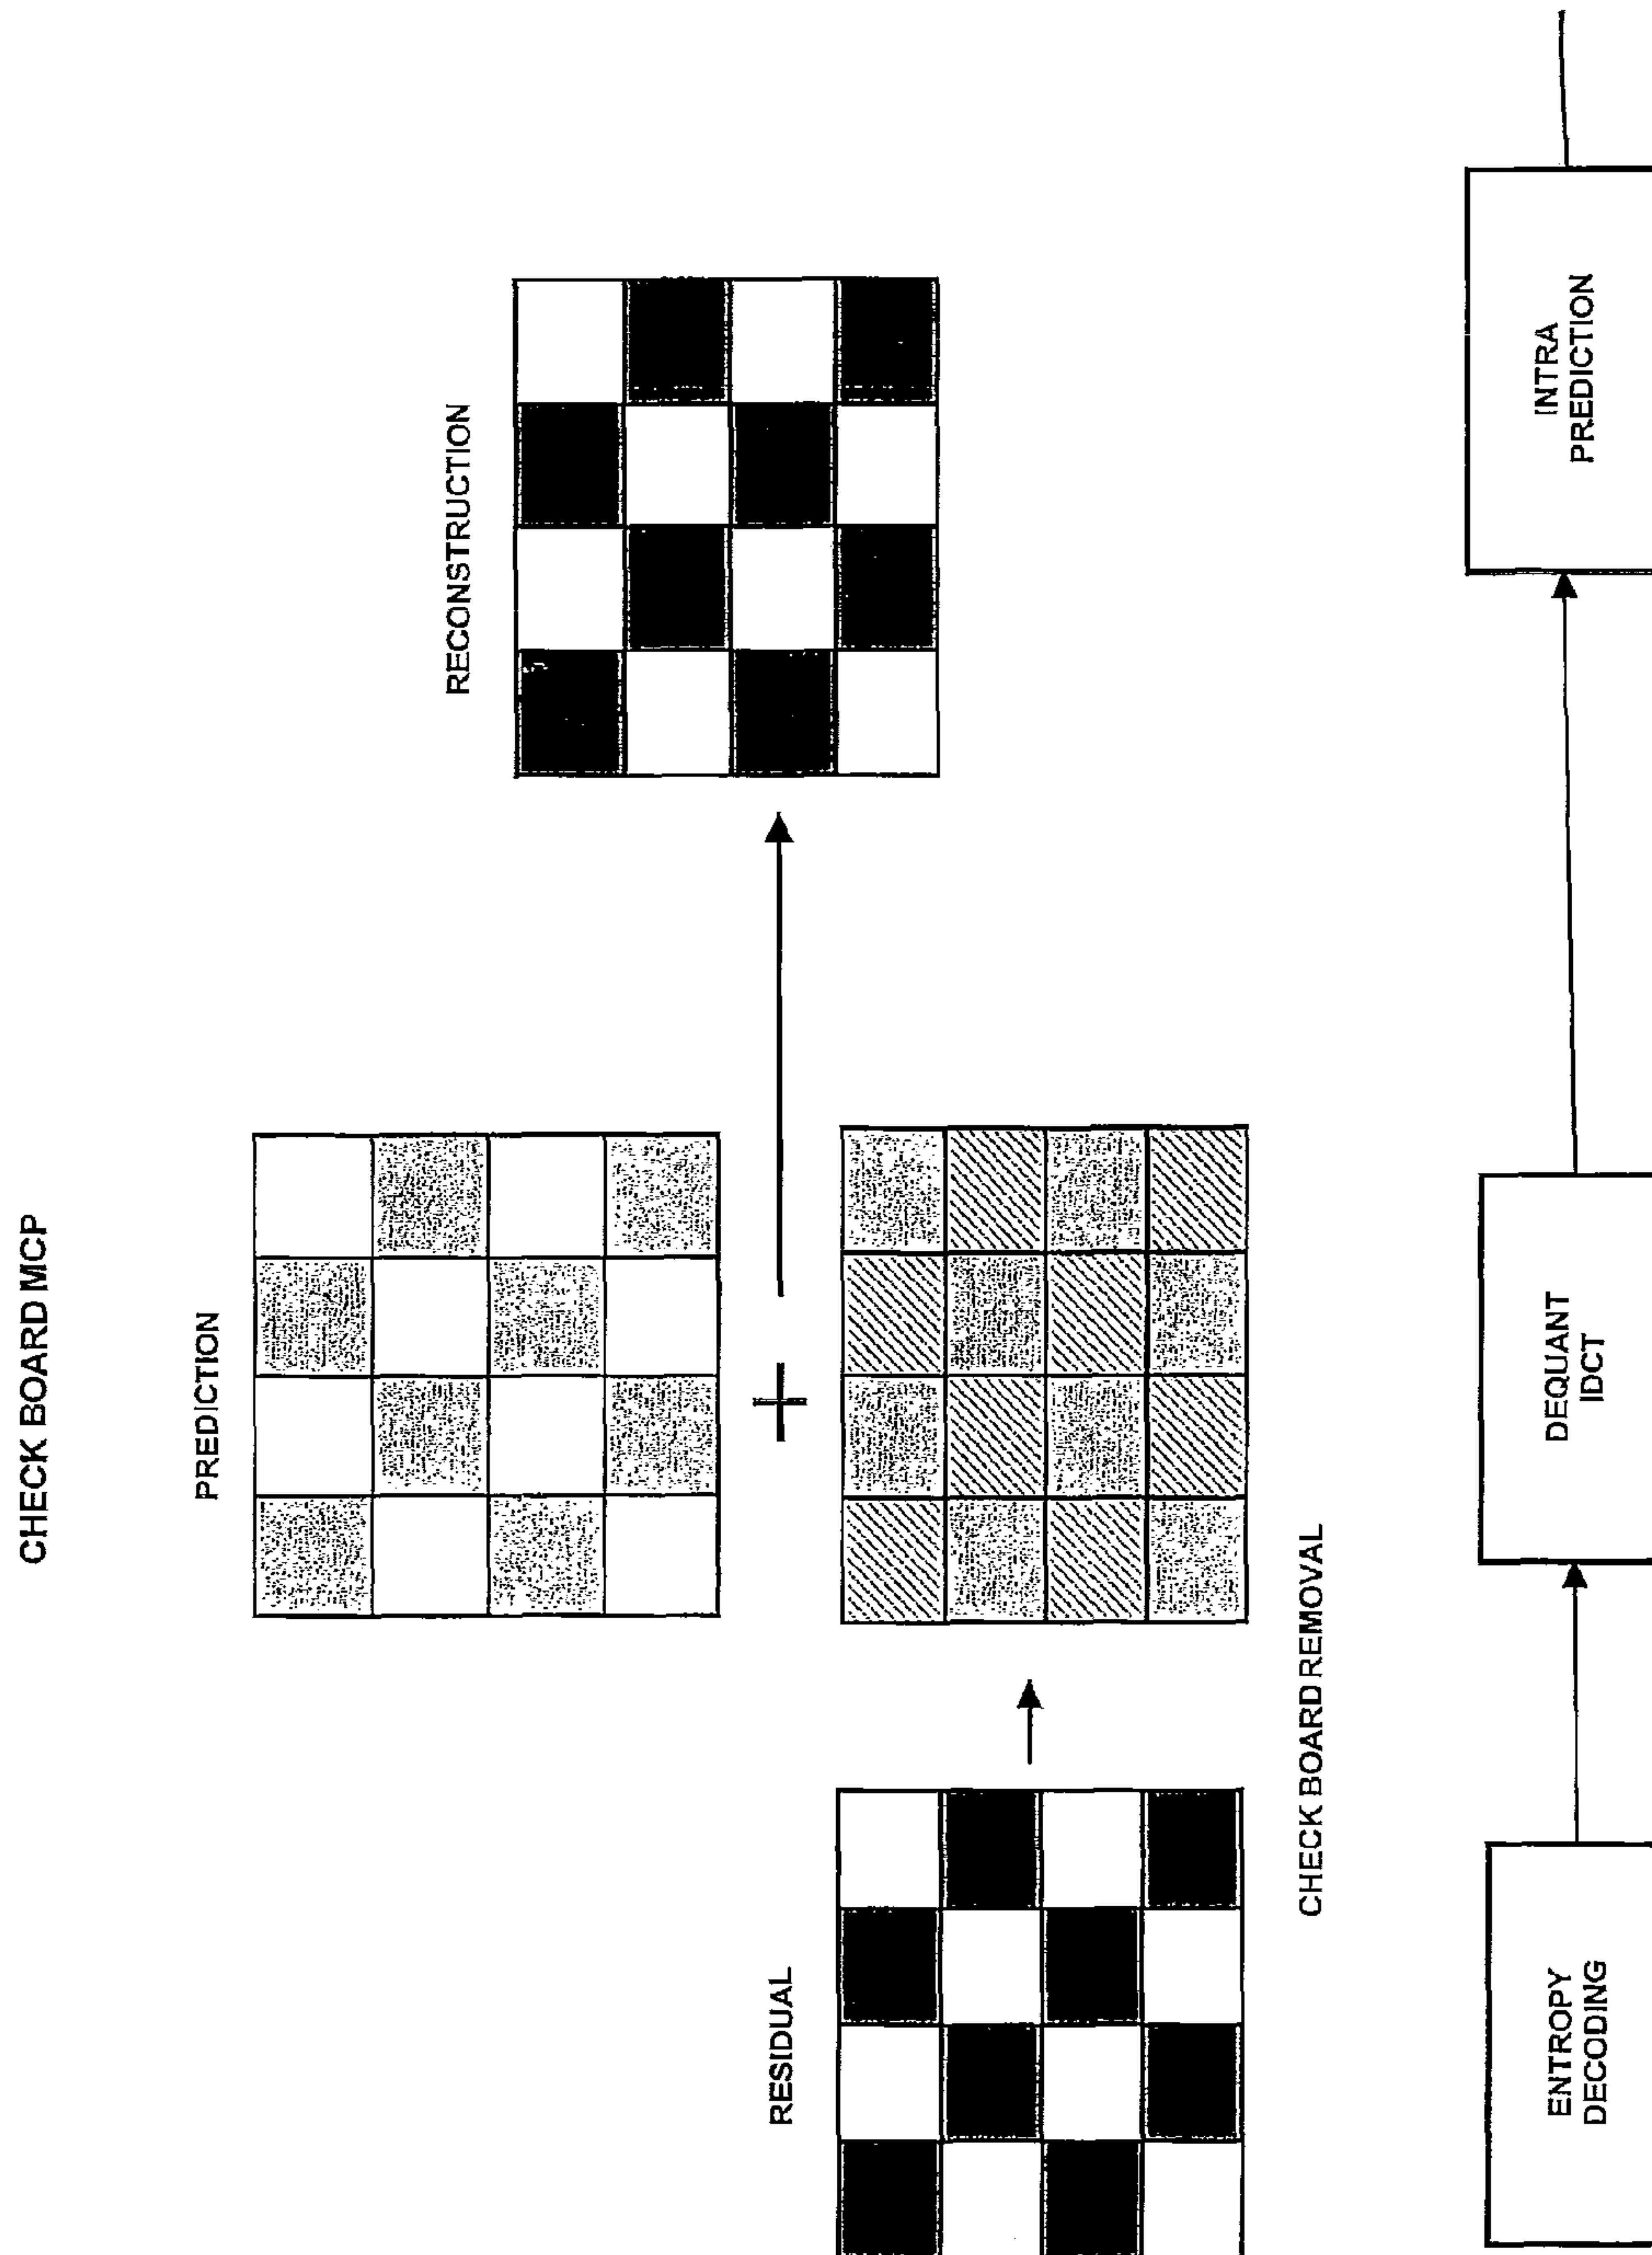 CHECK BOARD MCP
PREDICTION
RECONSTRUCTION
RESIDUAL
CHECK BOARD REMOVAL
ENTROPY
DECODING
DEQUANT
IDCT
INTRA
PREDICTION